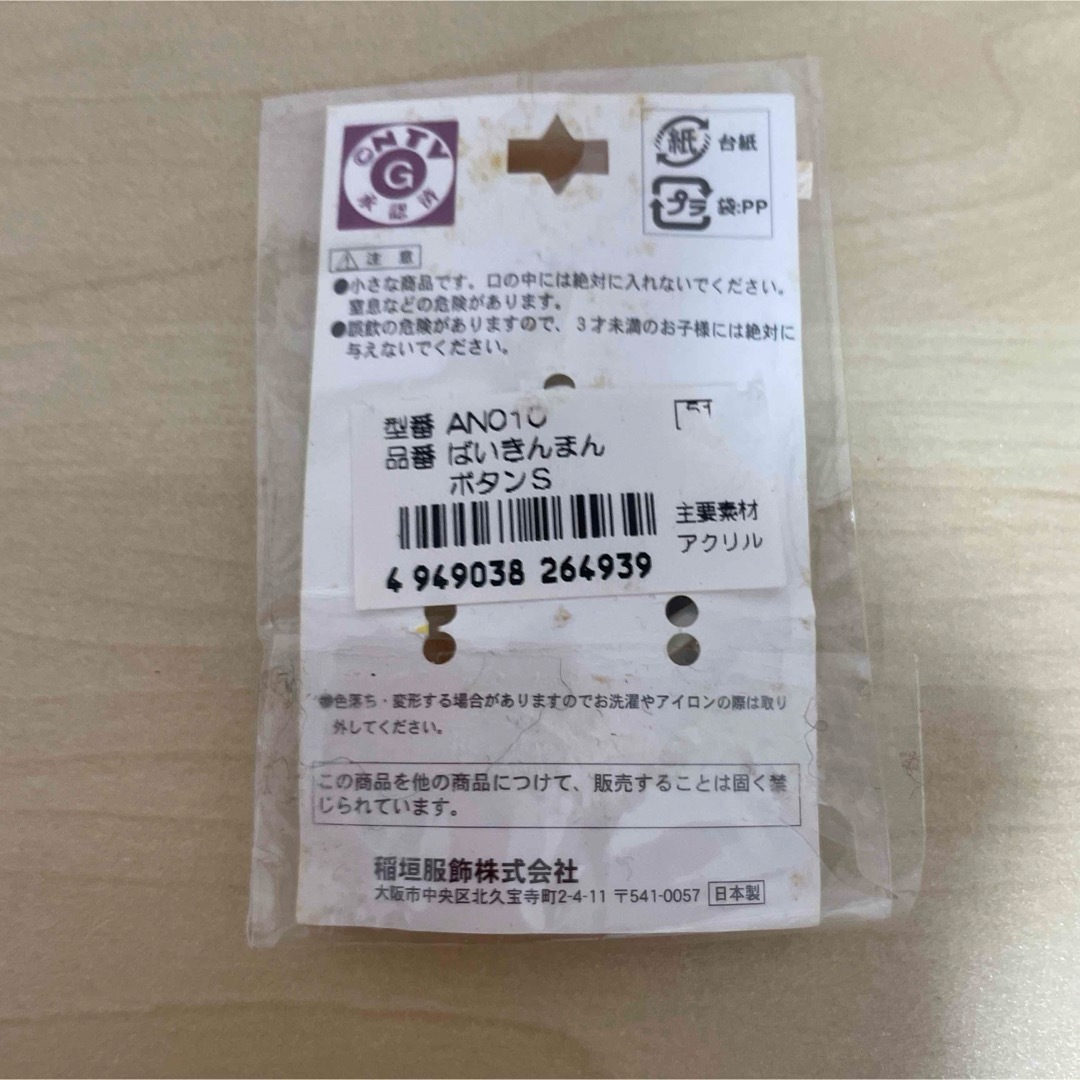 ©NTV
G
承認済
紙 台紙
プラ 袋:PP
注意
●小さな商品です。口の中には絶対に入れないでください。
窒息などの危険があります。
●誤飲の危険がありますので、3才未満のお子様には絶対に
与えないでください。
型番 AN010
品番 ばいきんまん
ボタンS
主要素材
アクリル
4 949038 264939
●色落ち・変形する場合がありますのでお洗濯やアイロンの際は取り
外してください。
この商品を他の商品につけて、販売することは固く禁
じられています。
稲垣服飾株式会社
大阪市中央区北久宝寺町2-4-11 〒541-0057 日本製